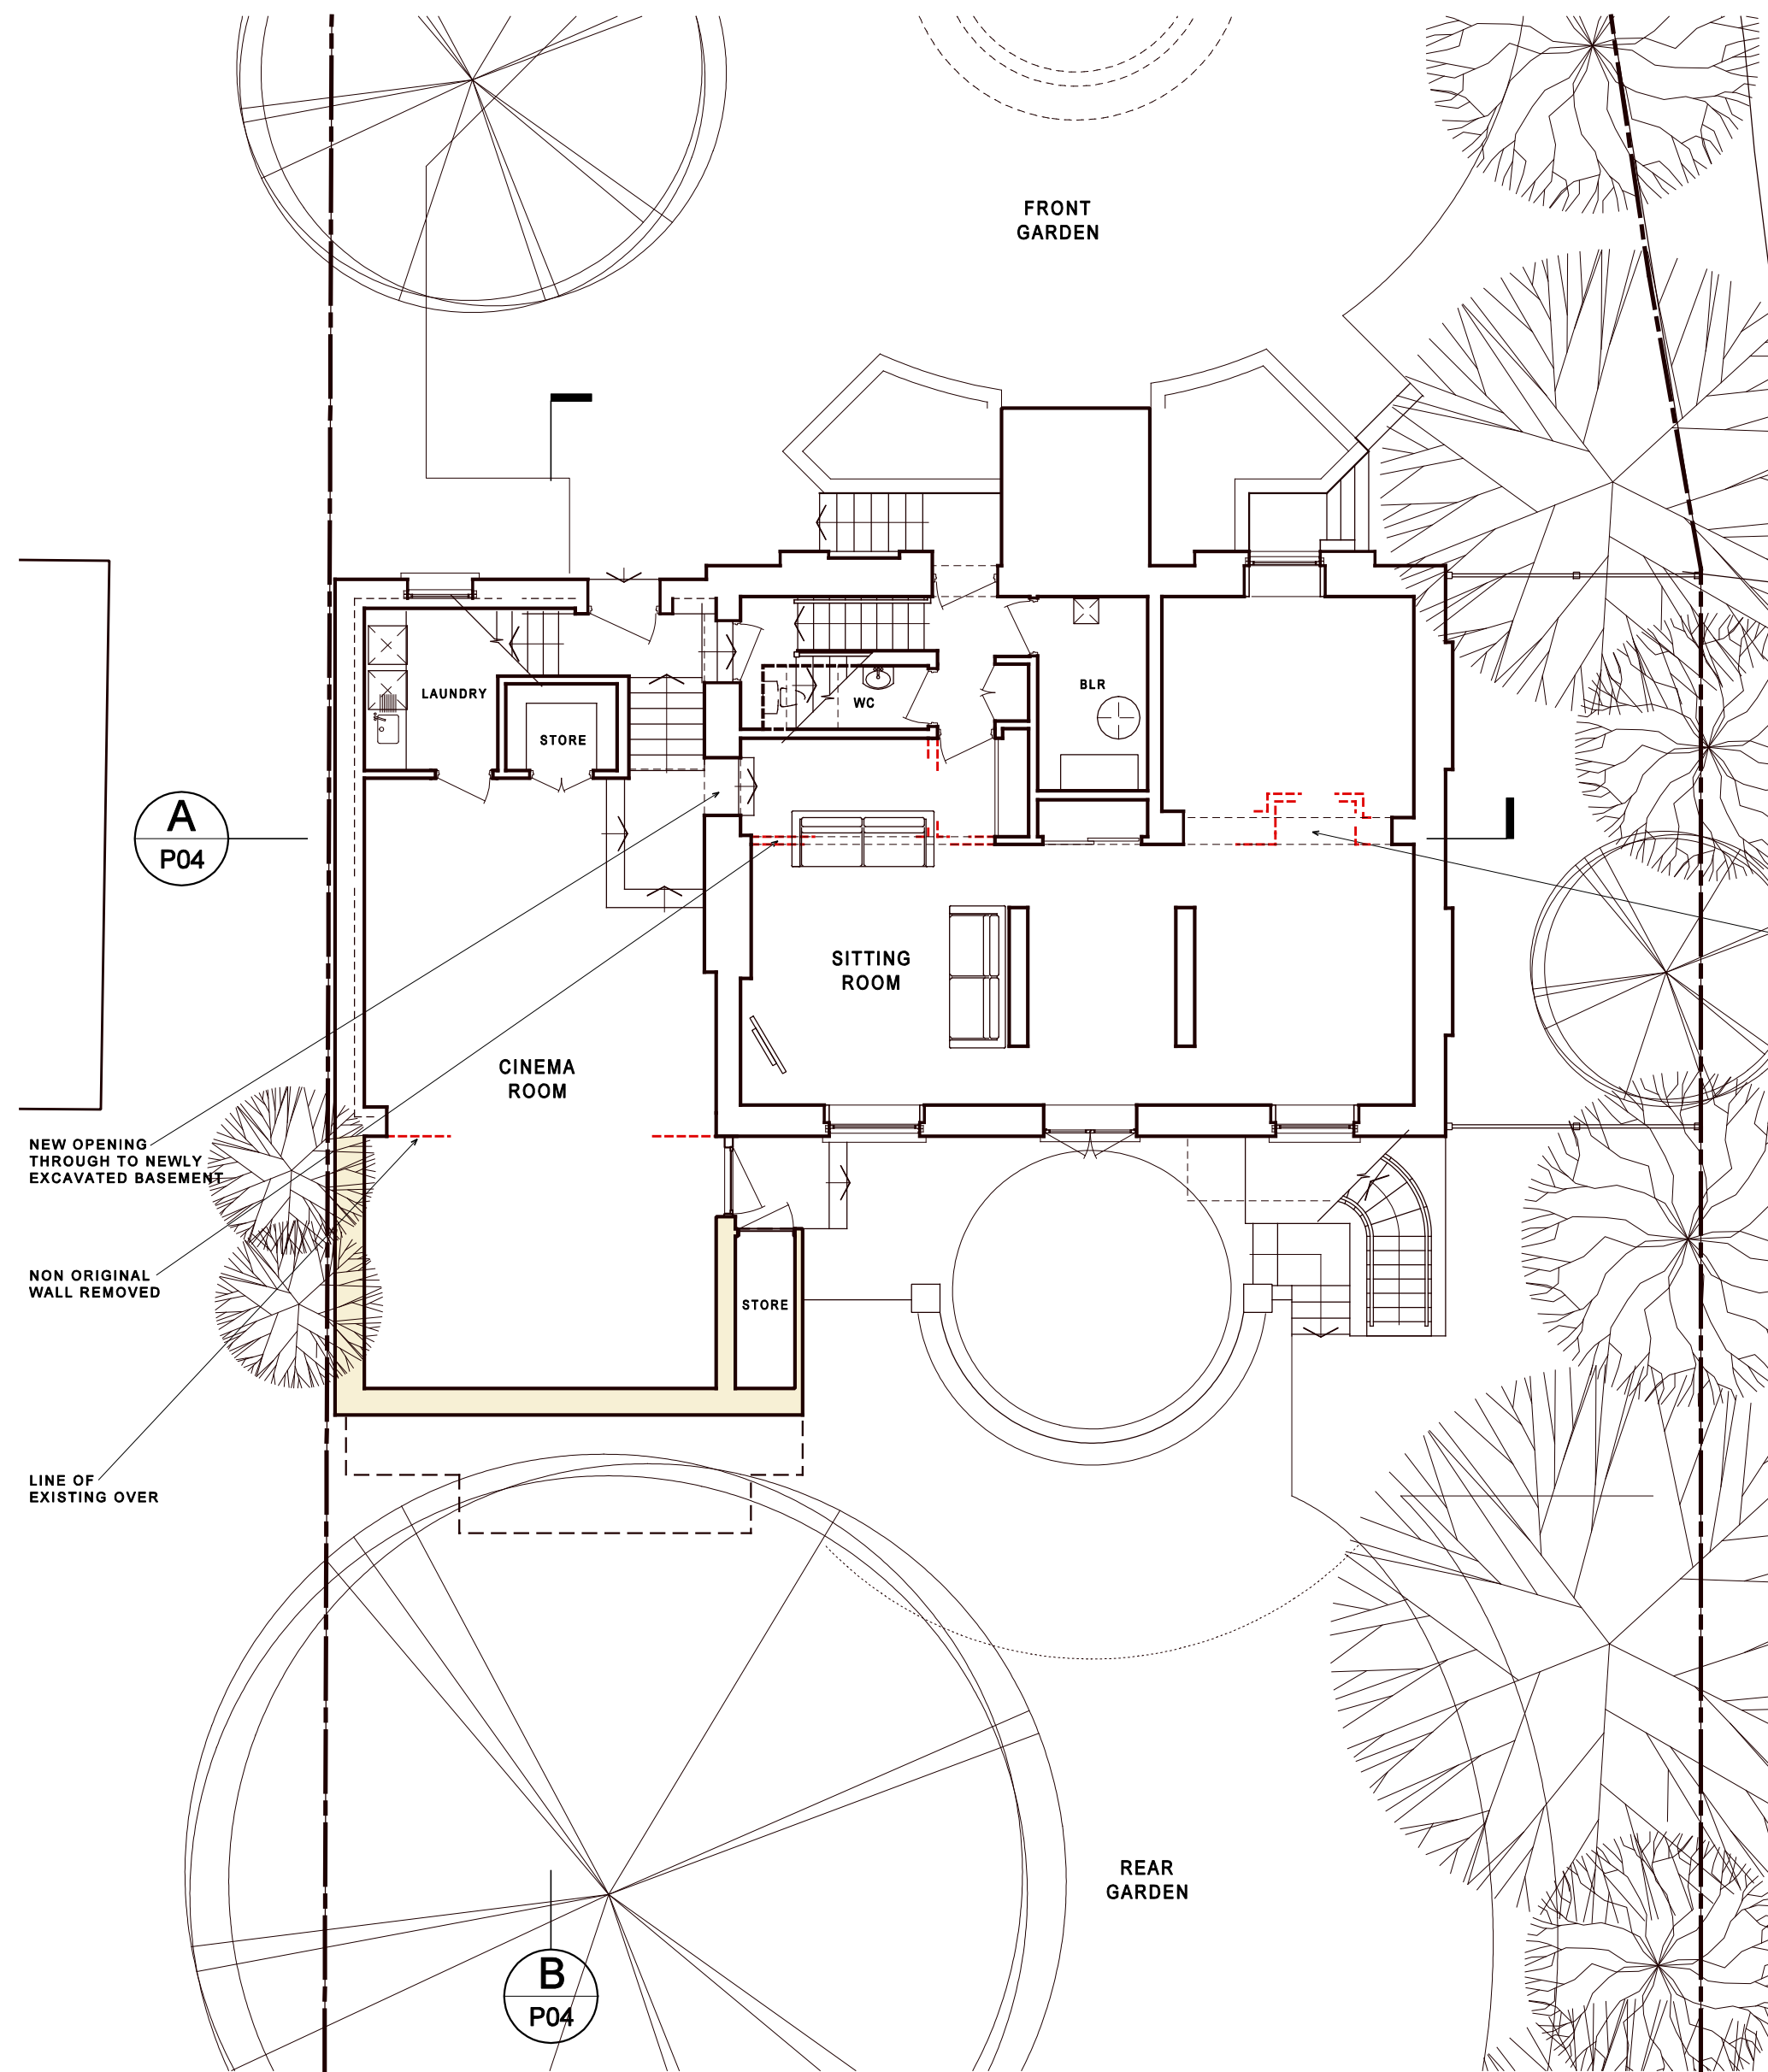 FRONT
GARDEN
LAUNDRY
STORE
WC
BLR
A
P04
SITTING
ROOM
CINEMA
ROOM
NEW OPENING
THROUGH TO NEWLY
EXCAVATED BASEMENT
NON ORIGINAL
WALL REMOVED
STORE
LINE OF
EXISTING OVER
REAR
GARDEN
B
P04